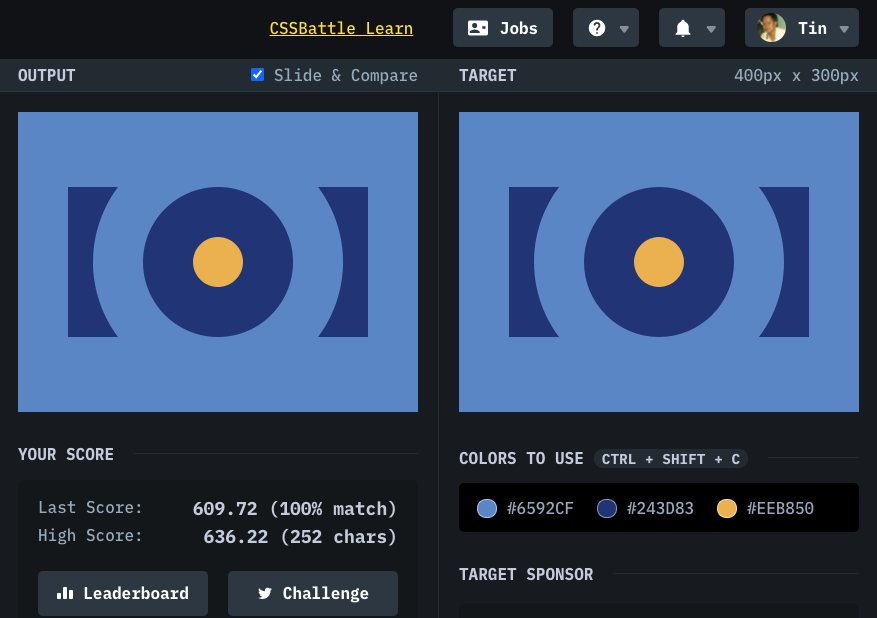 CSSBattle Learn Jobs Tin
OUTPUT Slide & Compare TARGET 400px x 300px
YOUR SCORE
COLORS TO USE CTRL + SHIFT + C
Last Score: 609.72 (100% match)
High Score: 636.22 (252 chars)
#6592CF #243D83 #EEB850
TARGET SPONSOR
Leaderboard Challenge